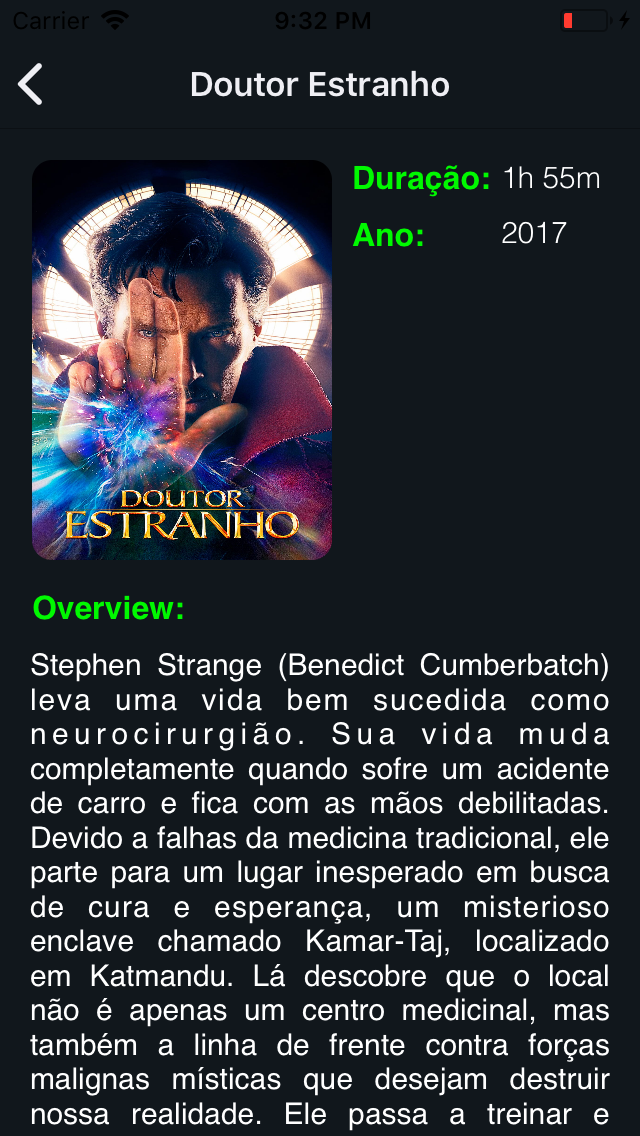 Carrier
9:32 PM
Doutor Estranho
Duração: 1h 55m
Ano: 2017
DOUTOR
ESTRANHO
Overview:
Stephen Strange (Benedict Cumberbatch)
leva uma vida bem sucedida como
neurocirurgião. Sua vida muda
completamente quando sofre um acidente
de carro e fica com as mãos debilitadas.
Devido a falhas da medicina tradicional, ele
parte para um lugar inesperado em busca
de cura e esperança, um misterioso
enclave chamado Kamar-Taj, localizado
em Katmandu. Lá descobre que o local
não é apenas um centro medicinal, mas
também a linha de frente contra forças
malignas místicas que desejam destruir
nossa realidade. Ele passa a treinar e